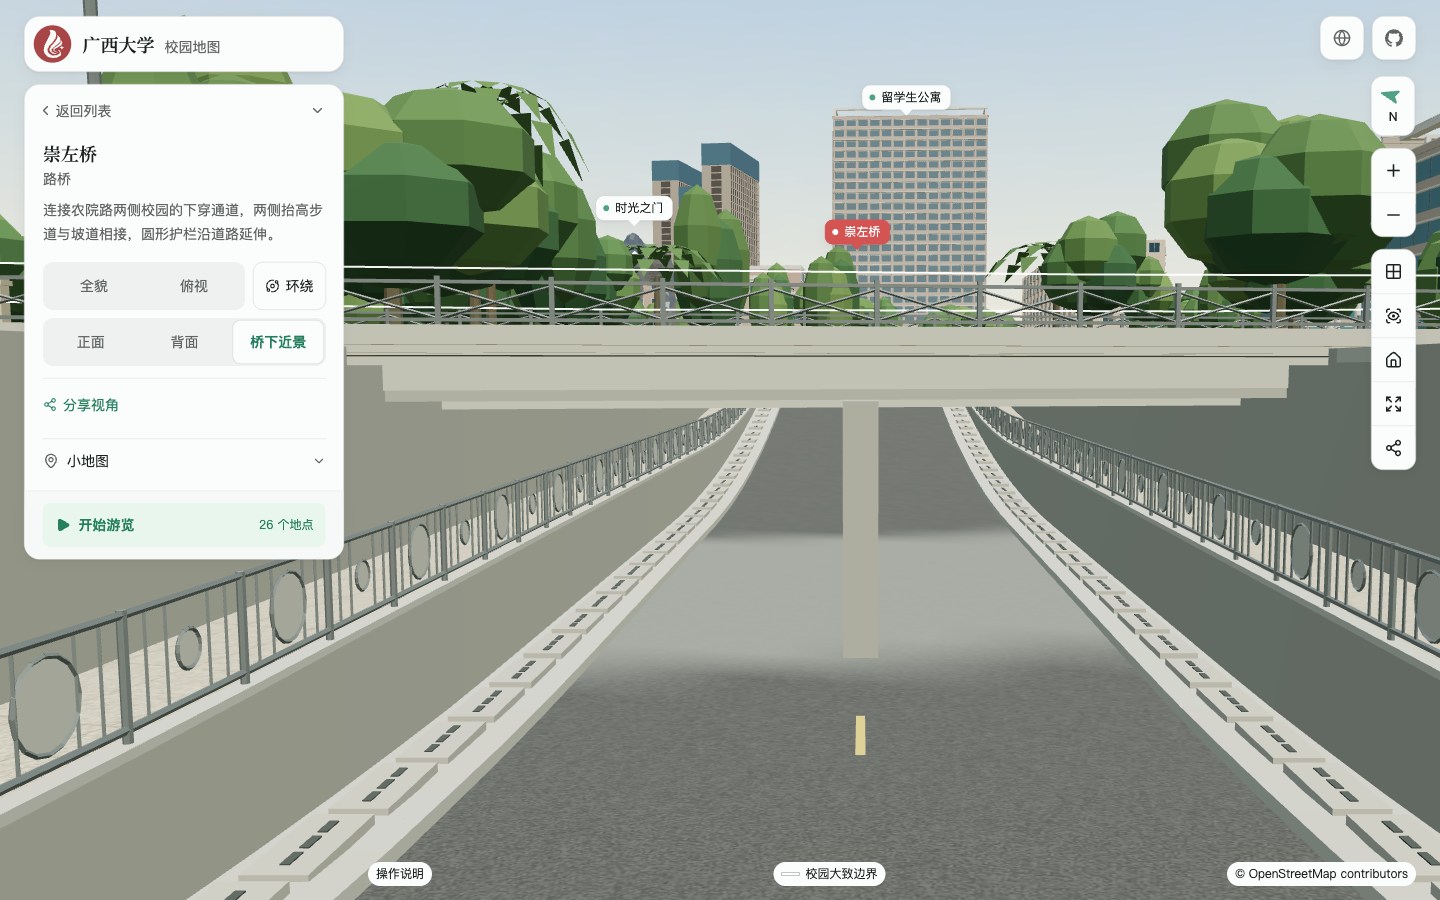 广西大学 校园地图
返回列表
崇左桥
路桥
连接农院路两侧校园的下穿通道，两侧抬高步
道与坡道相接，圆形护栏沿道路延伸。
全貌 俯视 环绕
正面 背面 桥下近景
分享视角
小地图
开始游览 26 个地点
留学生公寓
时光之门
崇左桥
N
操作说明
校园大致边界
© OpenStreetMap contributors